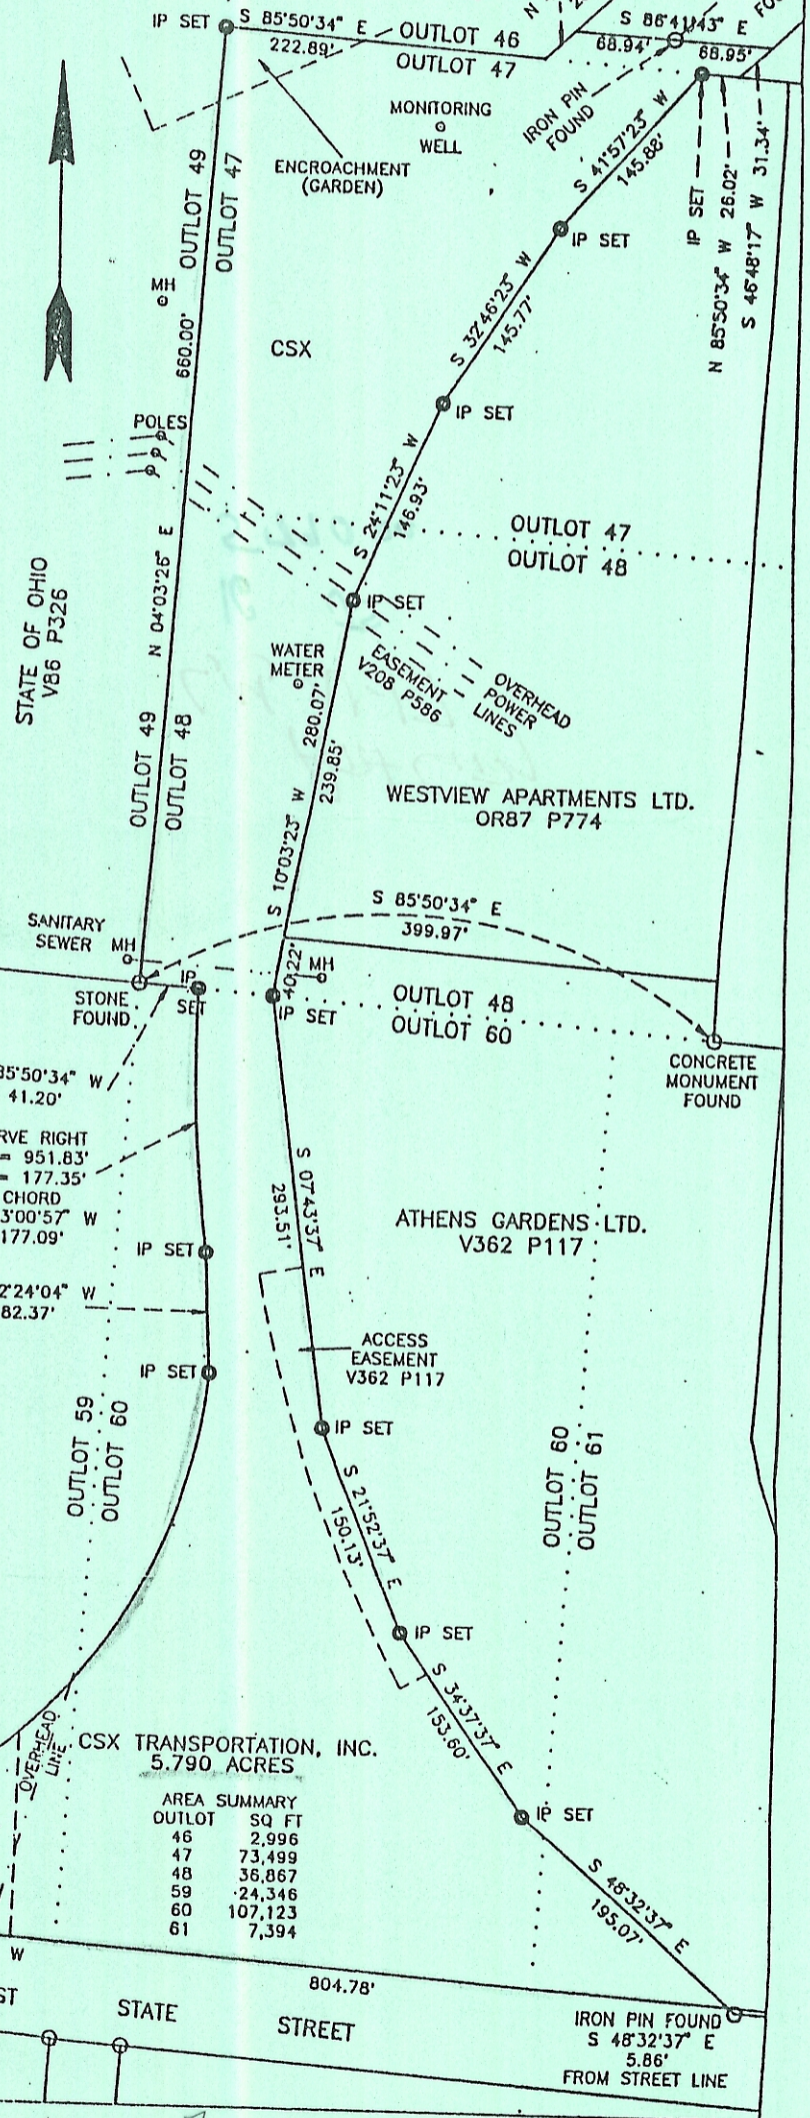 IP SET
S 85°50'34" E
222.89'
OUTLOT 46
OUTLOT 47
N
S 86°41'43" E
68.94'
68.95'
IRON PIN
FOUND
MONITORING
WELL
ENCROACHMENT
(GARDEN)
OUTLOT 49
OUTLOT 47
S 41°57'23" W
145.88'
IP SET
IP SET
N 85°50'34" W 26.02'
S 46°48'17" W 31.34'
MH
660.00'
CSX
S 32°46'23" W
145.77'
IP SET
POLES
S 24°11'23" W
146.93'
OUTLOT 47
OUTLOT 48
STATE OF OHIO
V86 P326
N 04°03'26" E
IP SET
WATER
METER
EASEMENT
V208 P586
OVERHEAD
POWER
LINES
280.07'
239.85'
OUTLOT 49
OUTLOT 48
S 10°03'23" W
WESTVIEW APARTMENTS LTD.
OR87 P774
S 85°50'34" E
399.97'
SANITARY
SEWER MH
MH
40.22'
STONE
FOUND
IP
SET
IP SET
OUTLOT 48
OUTLOT 60
CONCRETE
MONUMENT
FOUND
85°50'34" W
41.20'
RVE RIGHT
= 951.83'
= 177.35'
CHORD
3°00'57" W
177.09'
S 07°43'37" E
293.51'
ATHENS GARDENS LTD.
V362 P117
IP SET
2°24'04" W
82.37'
ACCESS
EASEMENT
V362 P117
IP SET
IP SET
OUTLOT 59
OUTLOT 60
OUTLOT 60
OUTLOT 61
S 21°52'37" E
150.13'
IP SET
S 34°37'37" E
153.60'
OVERHEAD
LINE
CSX TRANSPORTATION, INC.
5.790 ACRES
AREA SUMMARY
OUTLOT SQ FT
46 2,996
47 73,499
48 36,867
59 24,346
60 107,123
61 7,394
IP SET
S 48°32'37" E
195.07'
W
804.78'
ST
STATE
STREET
IRON PIN FOUND
S 48°32'37" E
5.86'
FROM STREET LINE